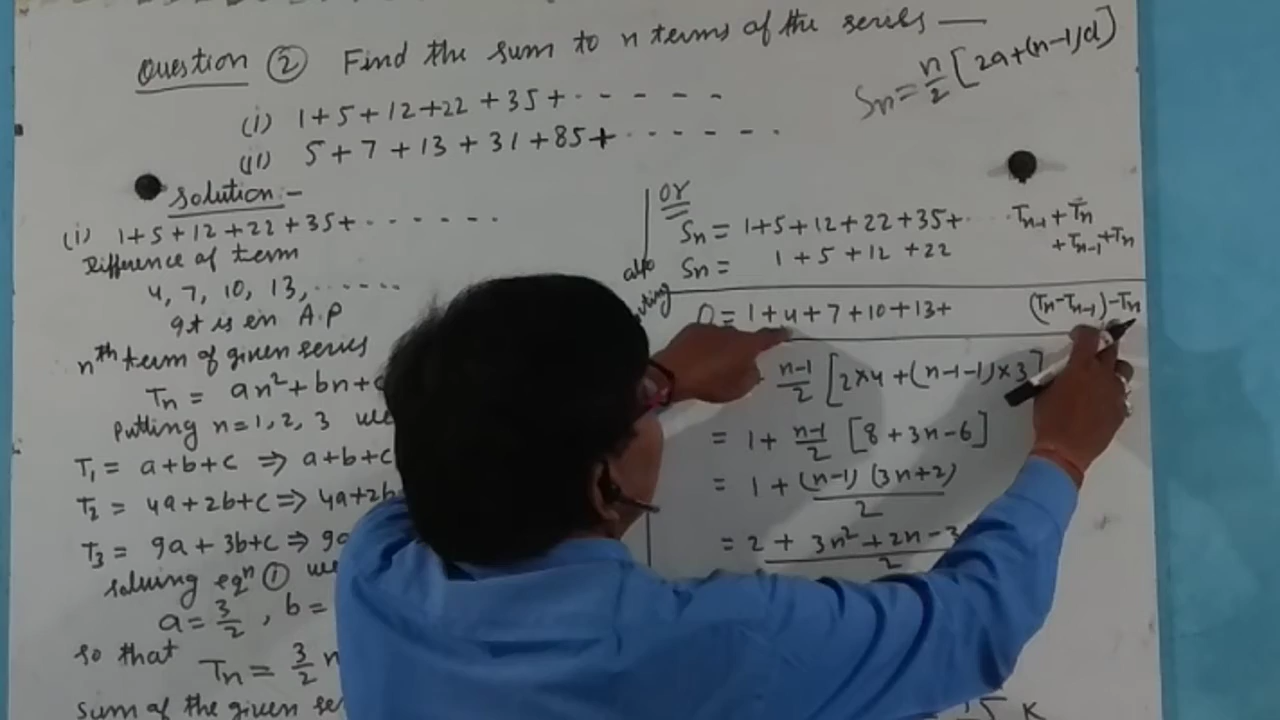 Question ② Find the sum to n terms of the series —
Sn = n/2 [2a+(n-1)d]
(i) 1+5+12+22+35+------
(ii) 5+7+13+31+85+------
Solution:-
(i) 1+5+12+22+35+-------
Difference of term
4, 7, 10, 13, ------
It is en A.P
nth term of given series
Tn = an²+bn+c
Putting n=1,2,3 we
T1 = a+b+c ⇒ a+b+c
T2 = 4a+2b+c ⇒ 4a+2b
T3 = 9a+3b+c ⇒ 9a
solving eqn ① we
a=3/2, b=
so that
Tn = 3/2 n
Sum of the given se
OR
Sn = 1+5+12+22+35+-- Tn-1+Tn
+Tn-1+Tn
Sn = 1+5+12+22
0 = 1+4+7+10+13+ (Tn-Tn-1)-Tn
n-1/2 [2×4+(n-1-1)×3]
= 1+ n-1/2 [8+3n-6]
= 1+ (n-1)(3n+2)/2
= 2+3n²+2n-3/2